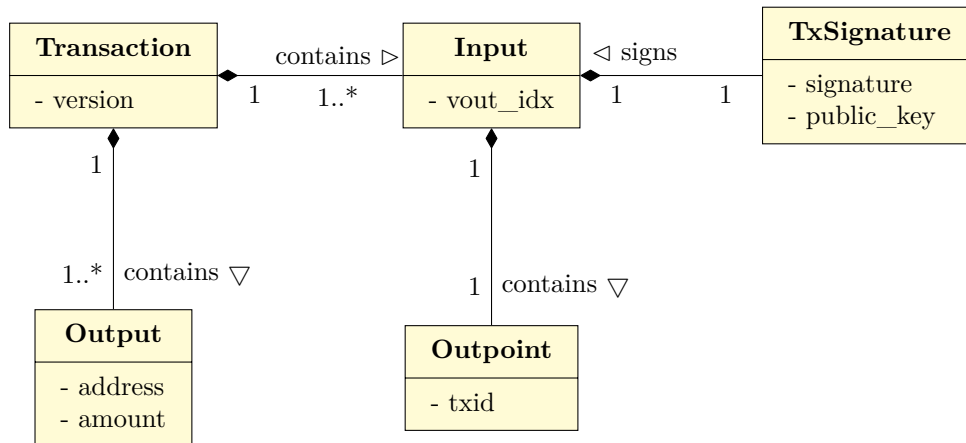 Transaction
- version
contains ▷
1
1..*
Input
- vout_idx
◁ signs
1
1
TxSignature
- signature
- public_key
1
1..*
contains ▽
Output
- address
- amount
1
1
contains ▽
Outpoint
- txid